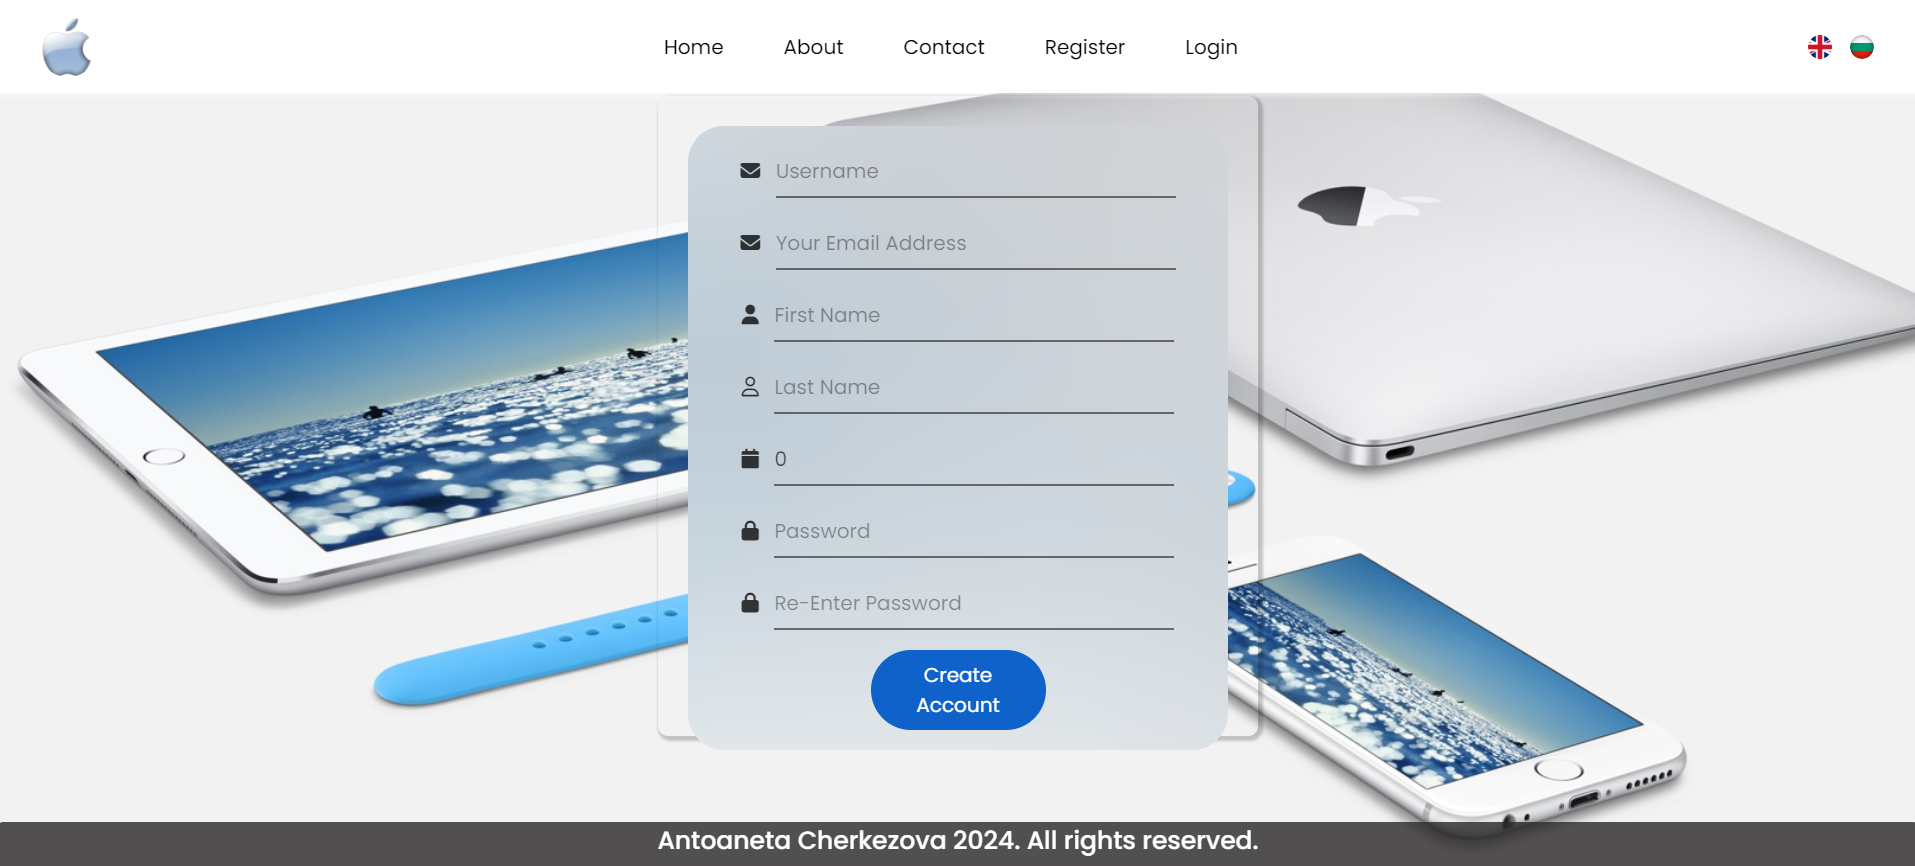 Home About Contact Register Login
Username
Your Email Address
First Name
Last Name
0
Password
Re-Enter Password
Create
Account
Antoaneta Cherkezova 2024. All rights reserved.